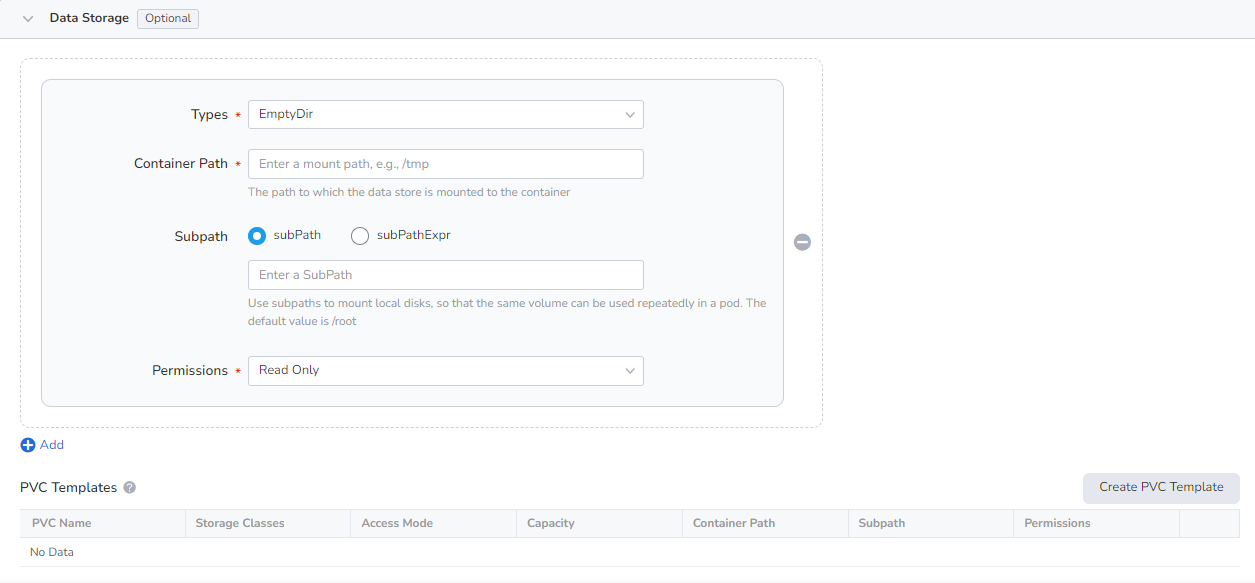 Data Storage Optional
Types * EmptyDir
Container Path * Enter a mount path, e.g., /tmp
The path to which the data store is mounted to the container
Subpath subPath subPathExpr
Enter a SubPath
Use subpaths to mount local disks, so that the same volume can be used repeatedly in a pod. The
default value is /root
Permissions * Read Only
Add
PVC Templates ? Create PVC Template
PVC Name Storage Classes Access Mode Capacity Container Path Subpath Permissions
No Data